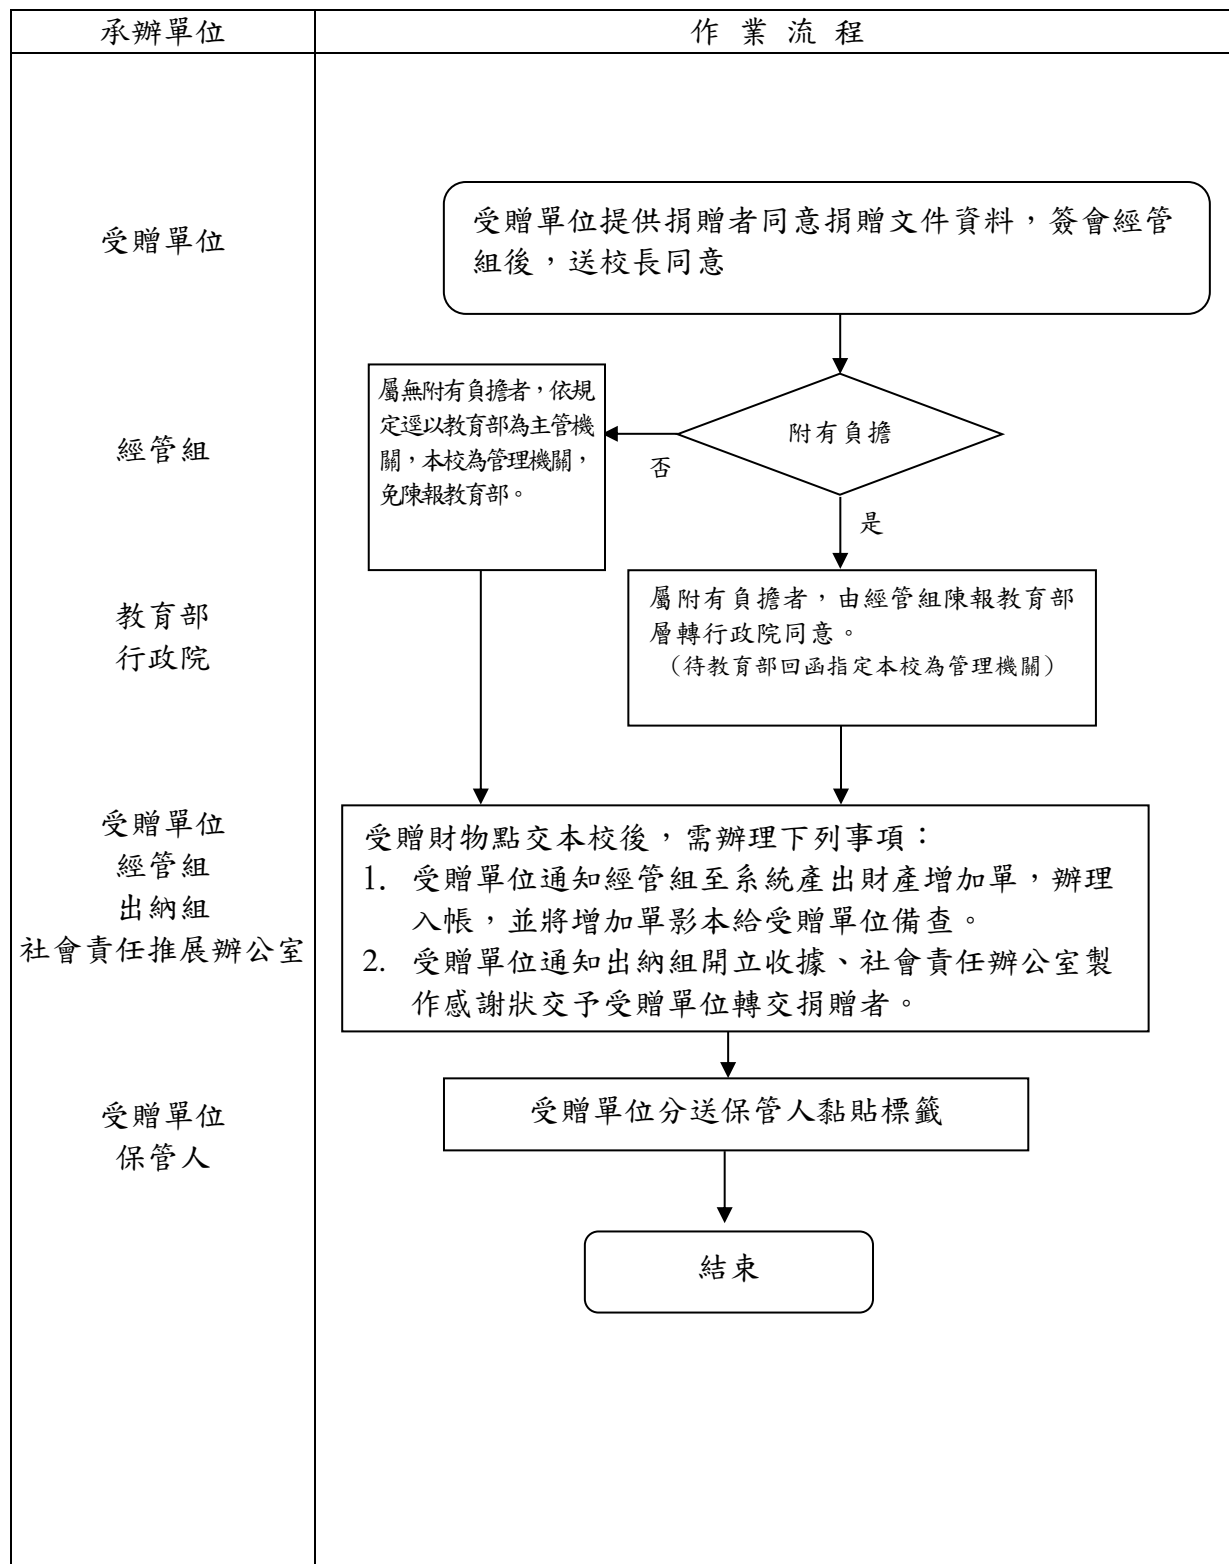 承辦單位
作 業 流 程
受贈單位
受贈單位提供捐贈者同意捐贈文件資料，簽會經管
組後，送校長同意
經管組
屬無附有負擔者，依規
定逕以教育部為主管機
關，本校為管理機關，
免陳報教育部。
否
附有負擔
是
教育部
行政院
屬附有負擔者，由經管組陳報教育部
層轉行政院同意。
（待教育部回函指定本校為管理機關）
受贈單位
經管組
出納組
社會責任推展辦公室
受贈財物點交本校後，需辦理下列事項：
1. 受贈單位通知經管組至系統產出財產增加單，辦理
入帳，並將增加單影本給受贈單位備查。
2. 受贈單位通知出納組開立收據、社會責任辦公室製
作感謝狀交予受贈單位轉交捐贈者。
受贈單位
保管人
受贈單位分送保管人黏貼標籤
結束